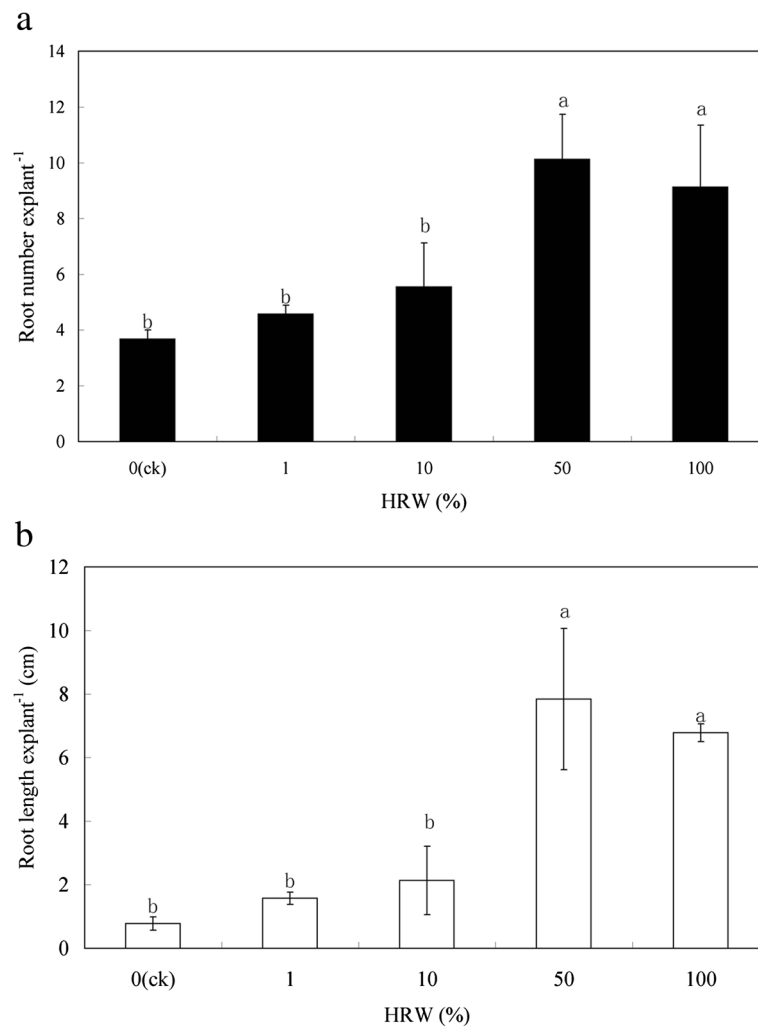 a
14
12
10
8
6
4
2
0
Root number explant⁻¹
b
b
b
a
a
0(ck) 1 10 50 100
HRW (%)
b
12
10
8
6
4
2
0
Root length explant⁻¹ (cm)
b
b
b
a
a
0(ck) 1 10 50 100
HRW (%)